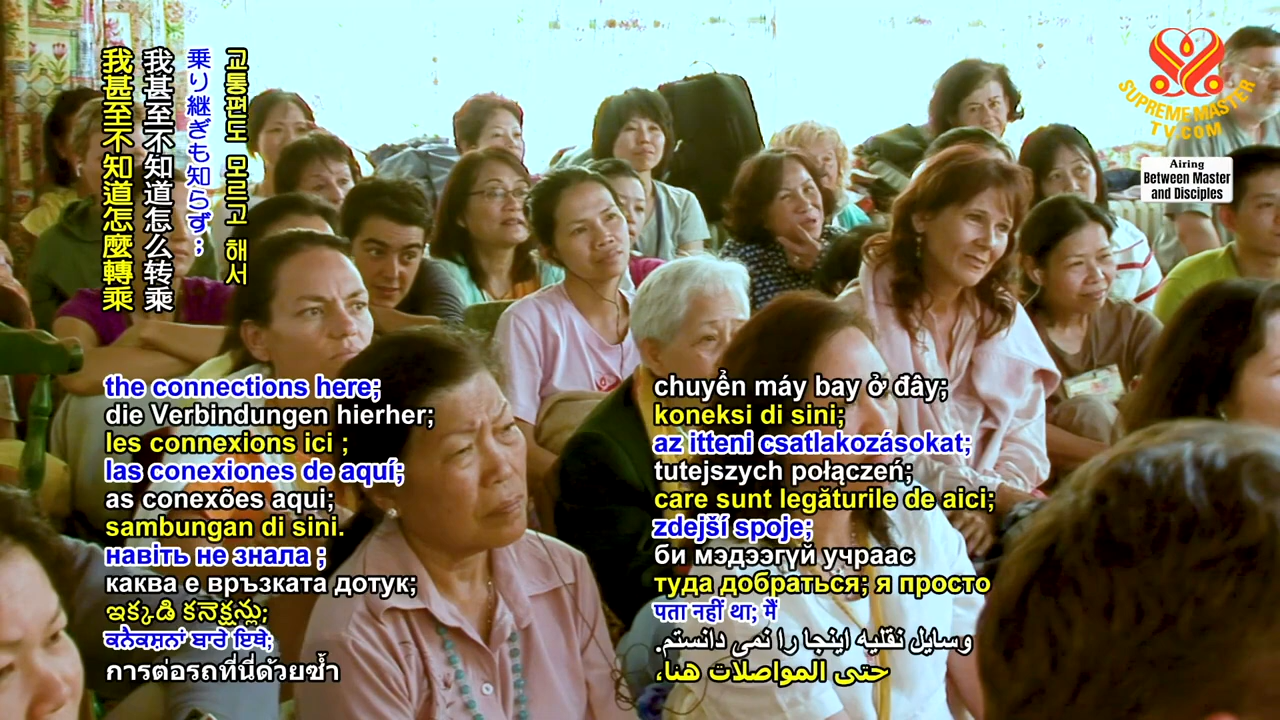 고통편도 모르고 해서
乗り継ぎも知らず；
我甚至不知道怎么转乘
我甚至不知道怎麼轉乘
SUPREME MASTER
TV.COM
Airing
Between Master
and Disciples
the connections here;
die Verbindungen hierher;
les connexions ici ;
las conexiones de aquí;
as conexões aqui;
sambungan di sini.
навіть не знала ;
каква е връзката дотук;
ఇక్కడి కనెక్షన్లు;
ਕਨੈਕਸ਼ਨਾਂ ਬਾਰੇ ਇਥੇ;
การต่อรถที่นี่ด้วยซ้ำ
chuyển máy bay ở đây;
koneksi di sini;
az itteni csatlakozásokat;
tutejszych połączeń;
care sunt legăturile de aici;
zdejší spoje;
би мэдээгүй учраас
туда добраться; я просто
पता नहीं था; मैं
وسایل نقلیه اینجا را نمی دانستم.
حتى المواصلات هنا،